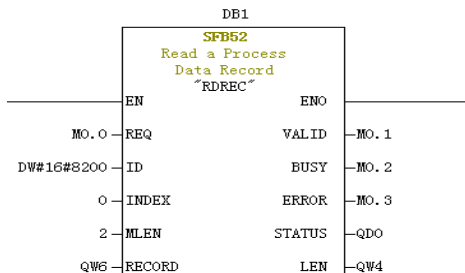 DB1
SFB52
Read a Process
Data Record
"RDREC"
EN ENO
M0.0 REQ VALID M0.1
DW#16#8200 ID BUSY M0.2
0 INDEX ERROR M0.3
2 MLEN STATUS QD0
QW6 RECORD LEN QW4